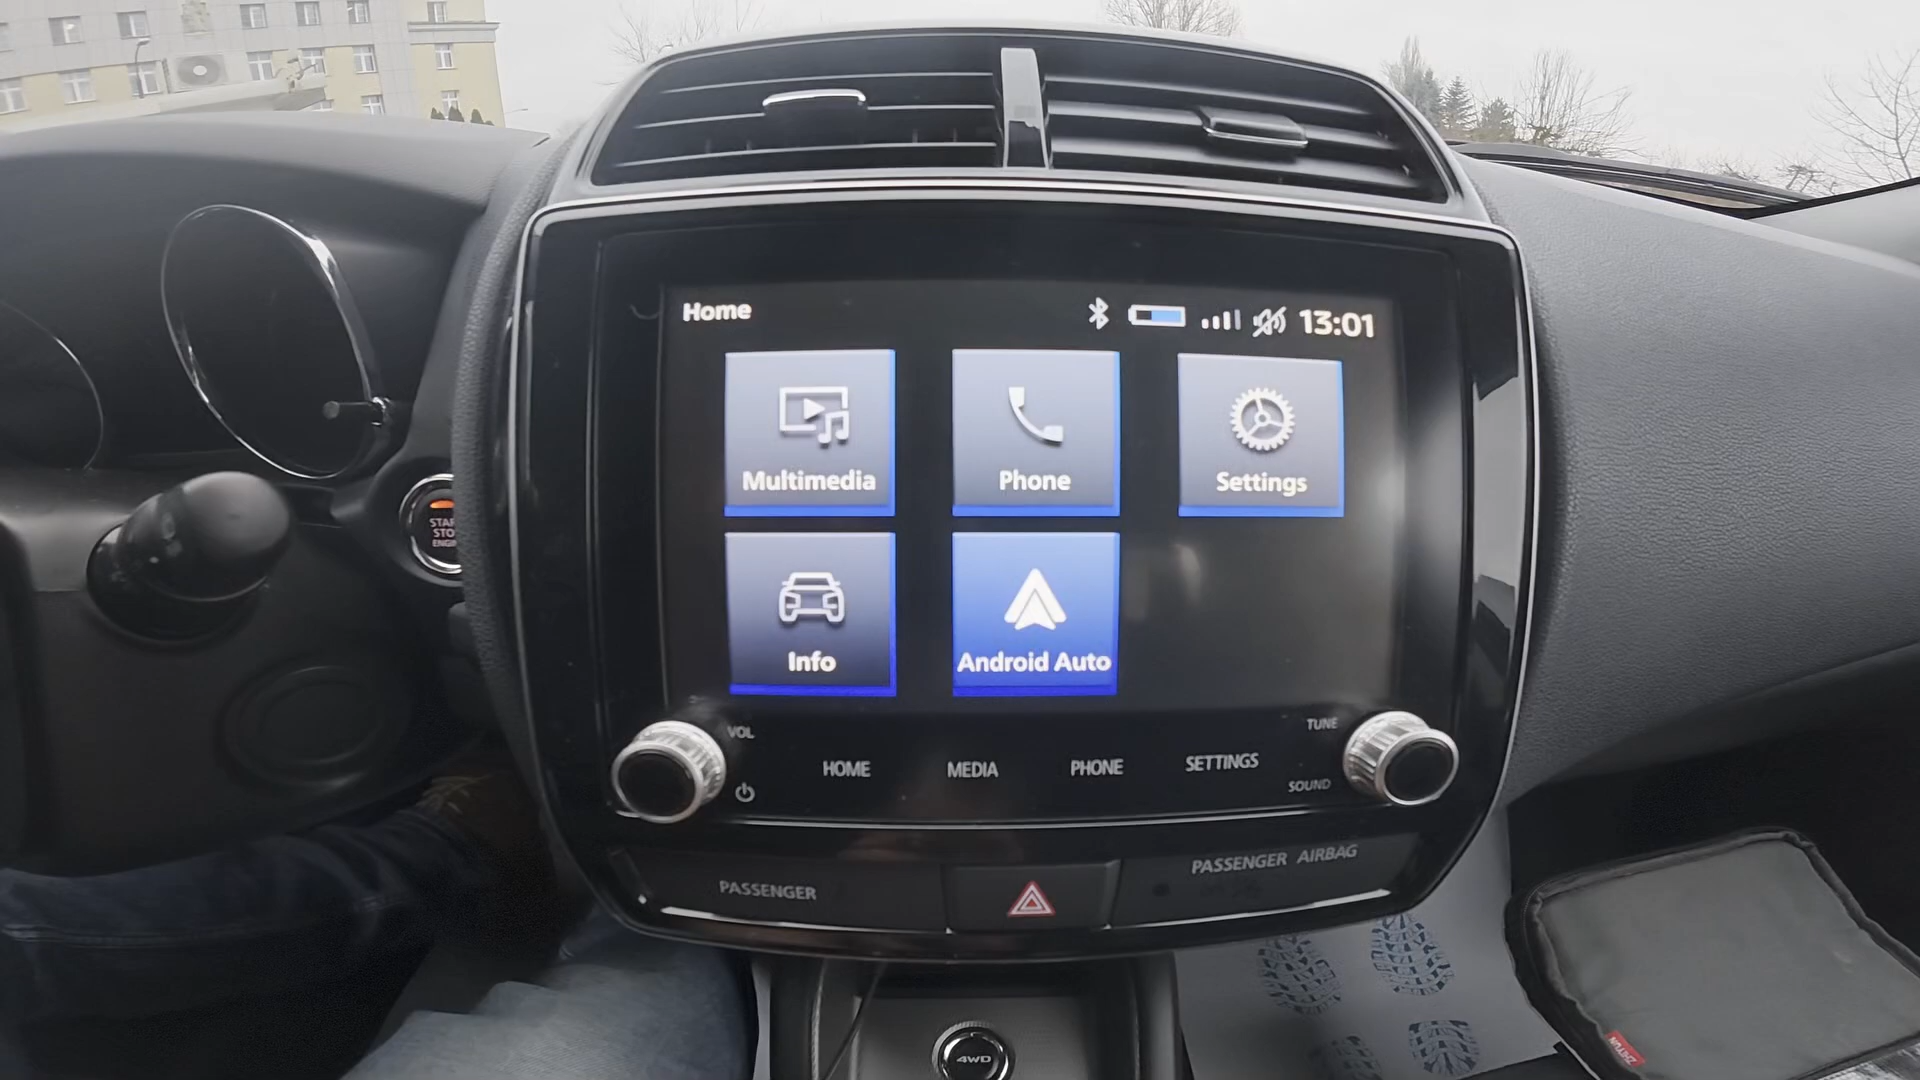 Home
13:01
Multimedia
Phone
Settings
Info
Android Auto
VOL
HOME
MEDIA
PHONE
SETTINGS
TUNE
SOUND
PASSENGER
PASSENGER AIRBAG
4WD
ZHIYUN